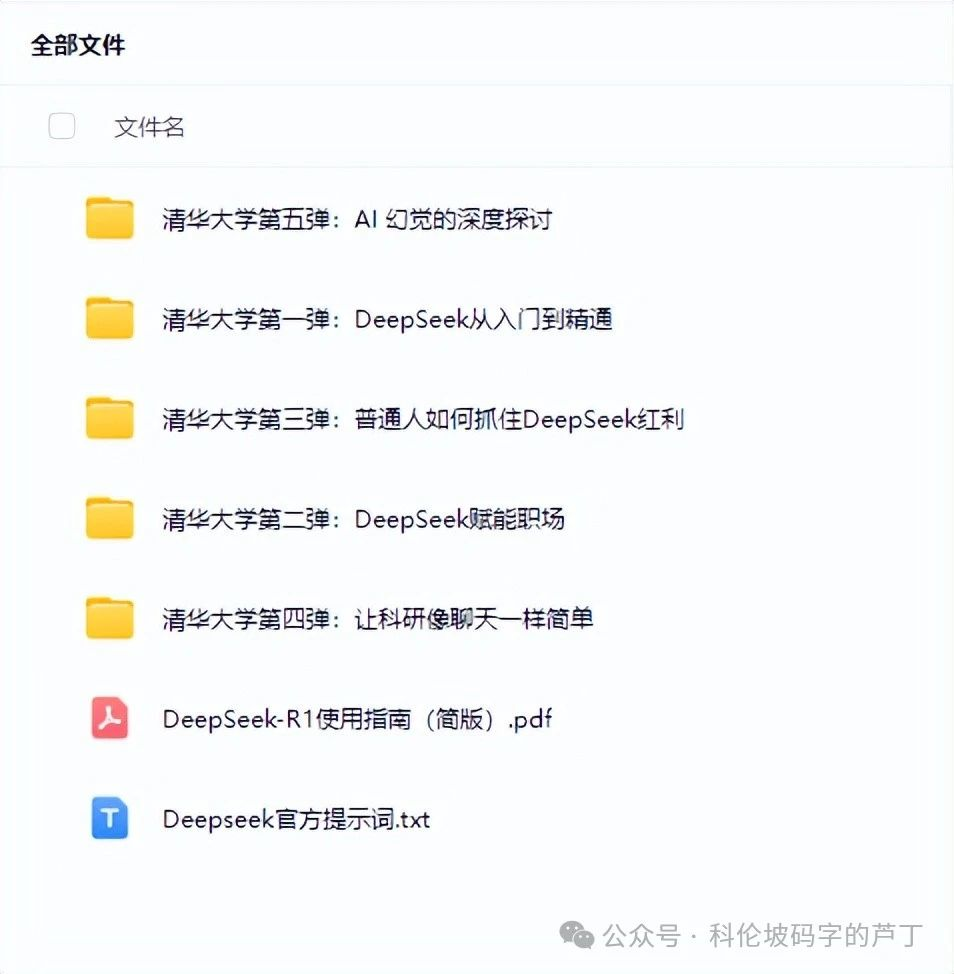 全部文件
文件名
清华大学第五弹：AI 幻觉的深度探讨
清华大学第一弹：DeepSeek从入门到精通
清华大学第三弹：普通人如何抓住DeepSeek红利
清华大学第二弹：DeepSeek赋能职场
清华大学第四弹：让科研像聊天一样简单
DeepSeek-R1使用指南（简版）.pdf
Deepseek官方提示词.txt
公众号 · 科伦坡码字的芦丁